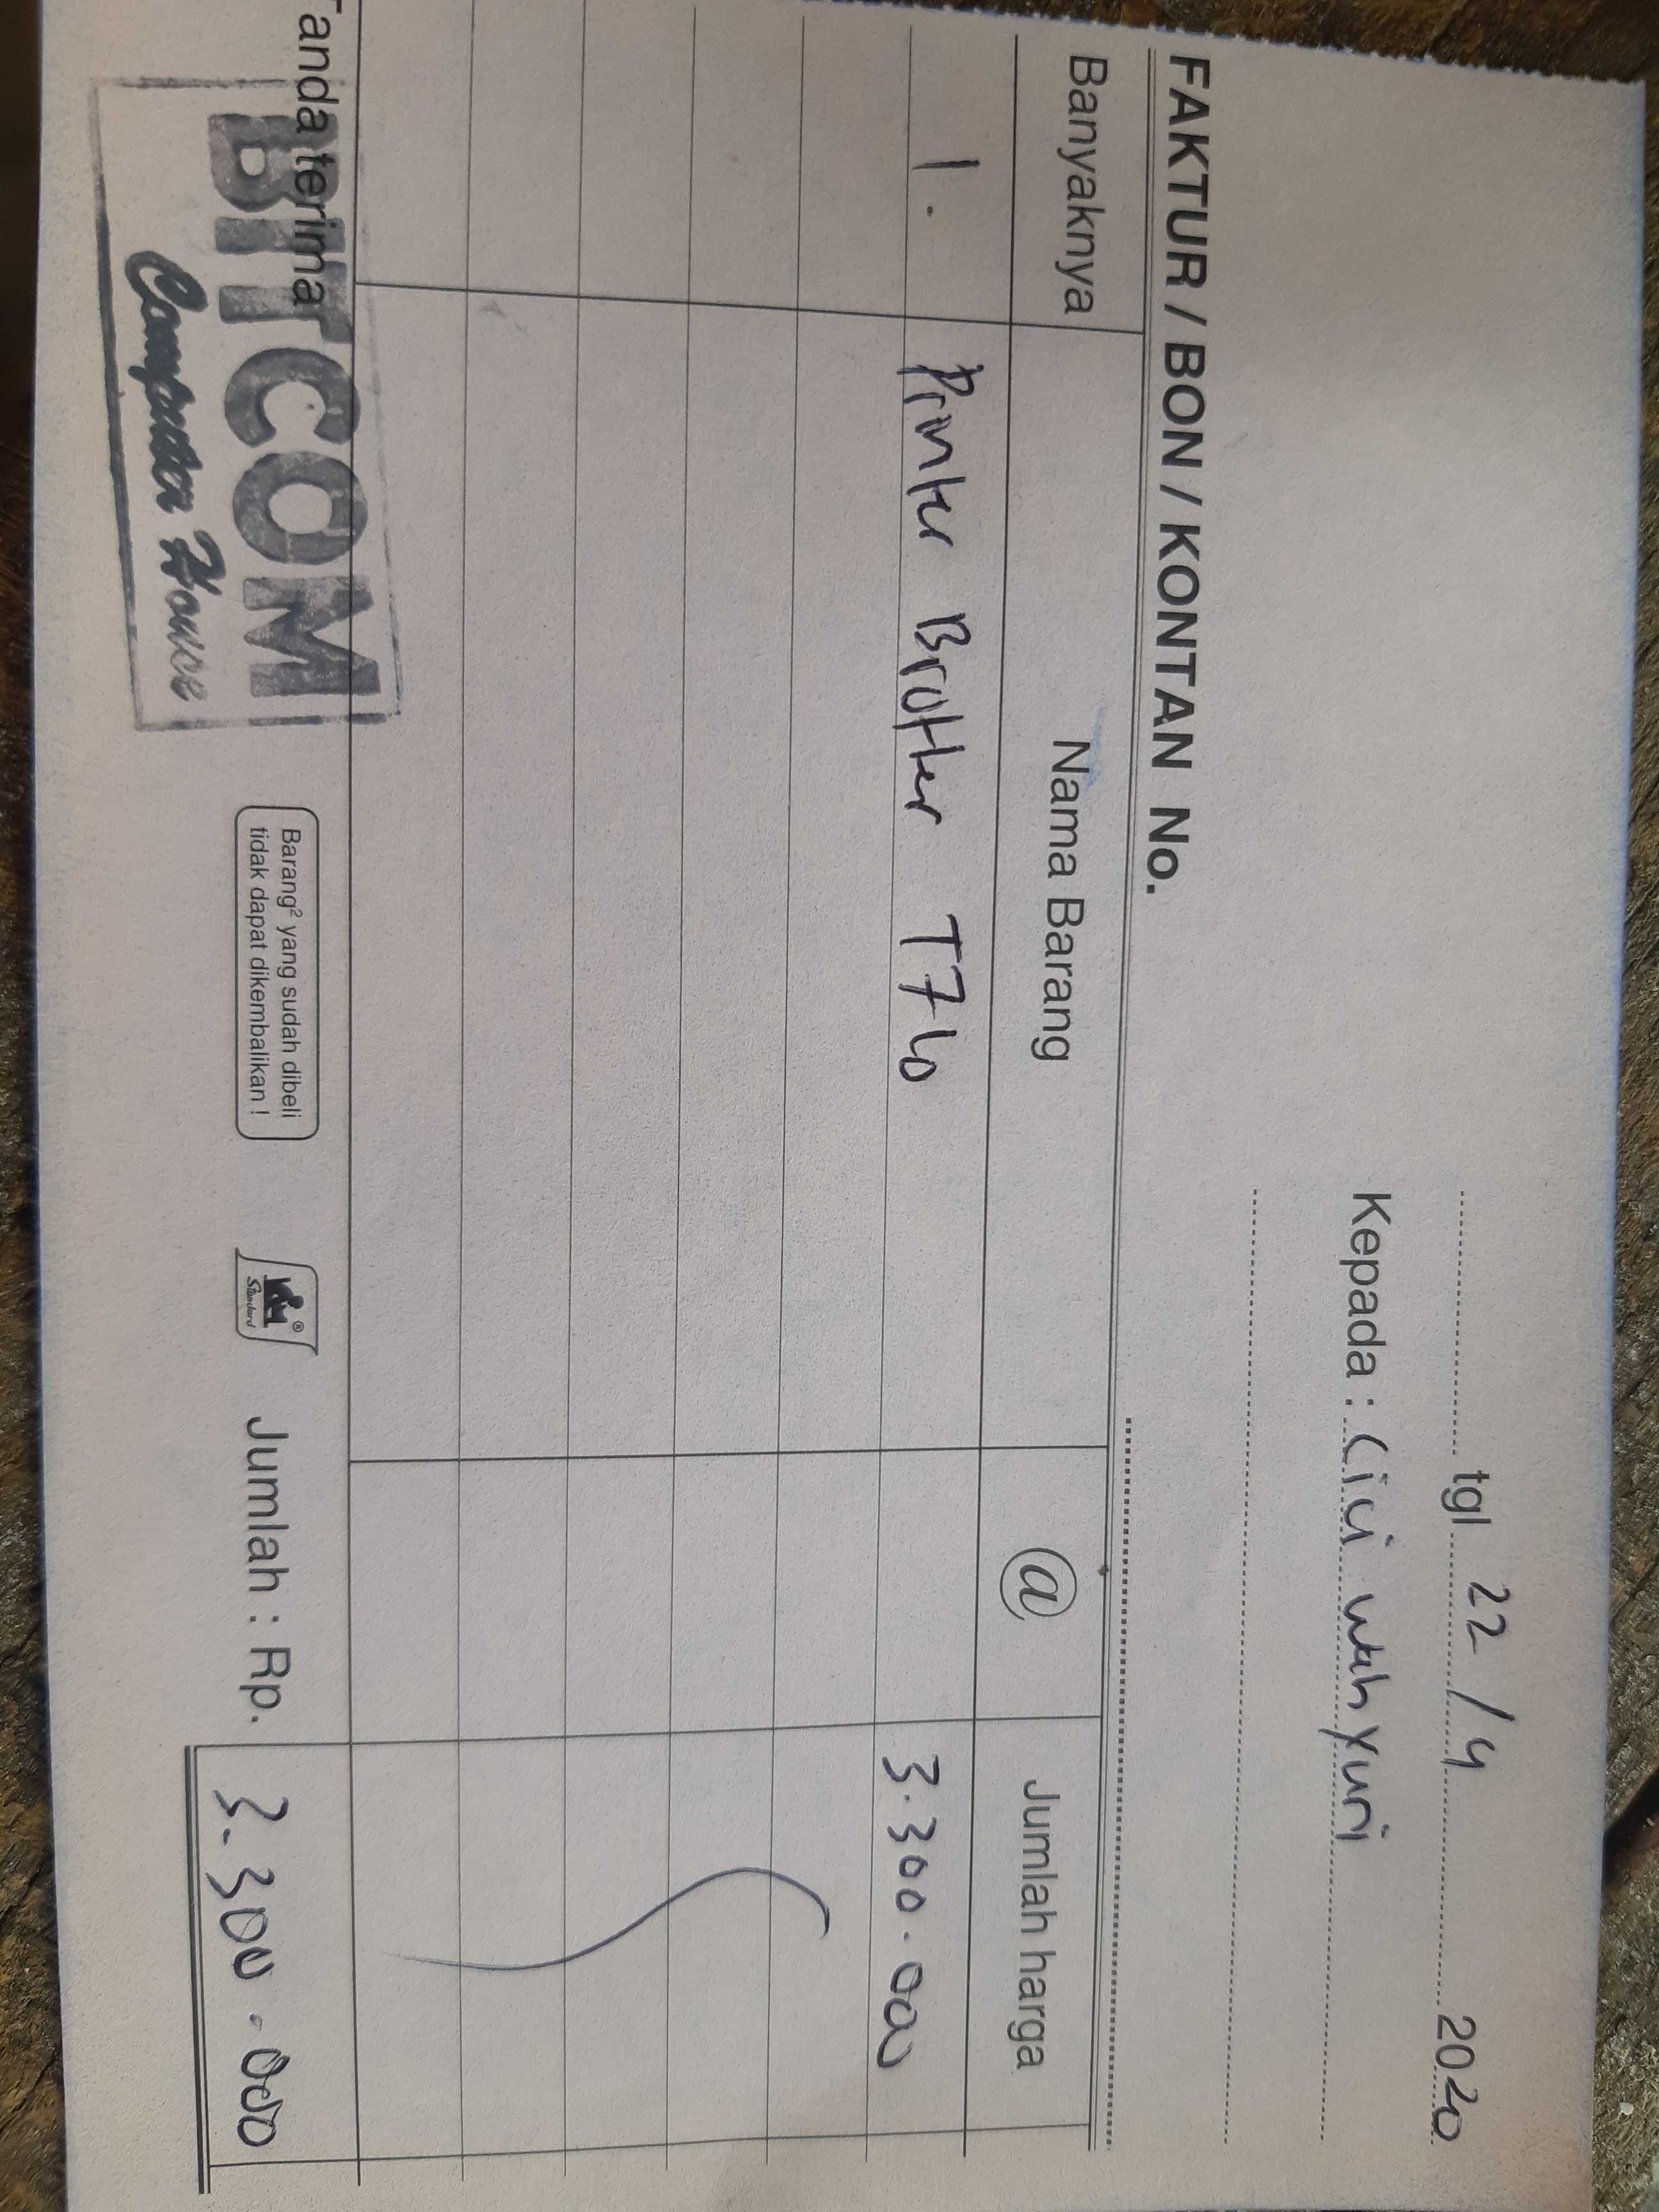 tgl 22/4 2020
Kepada : Cici wahyuni
FAKTUR / BON / KONTAN No.
Banyaknya Nama Barang @ Jumlah harga
1. Printer Brother T710 3.300.000
Tanda terima
BITCOM
Computer House
Barang² yang sudah dibeli
tidak dapat dikembalikan !
® Standard
Jumlah : Rp. 3.300.000